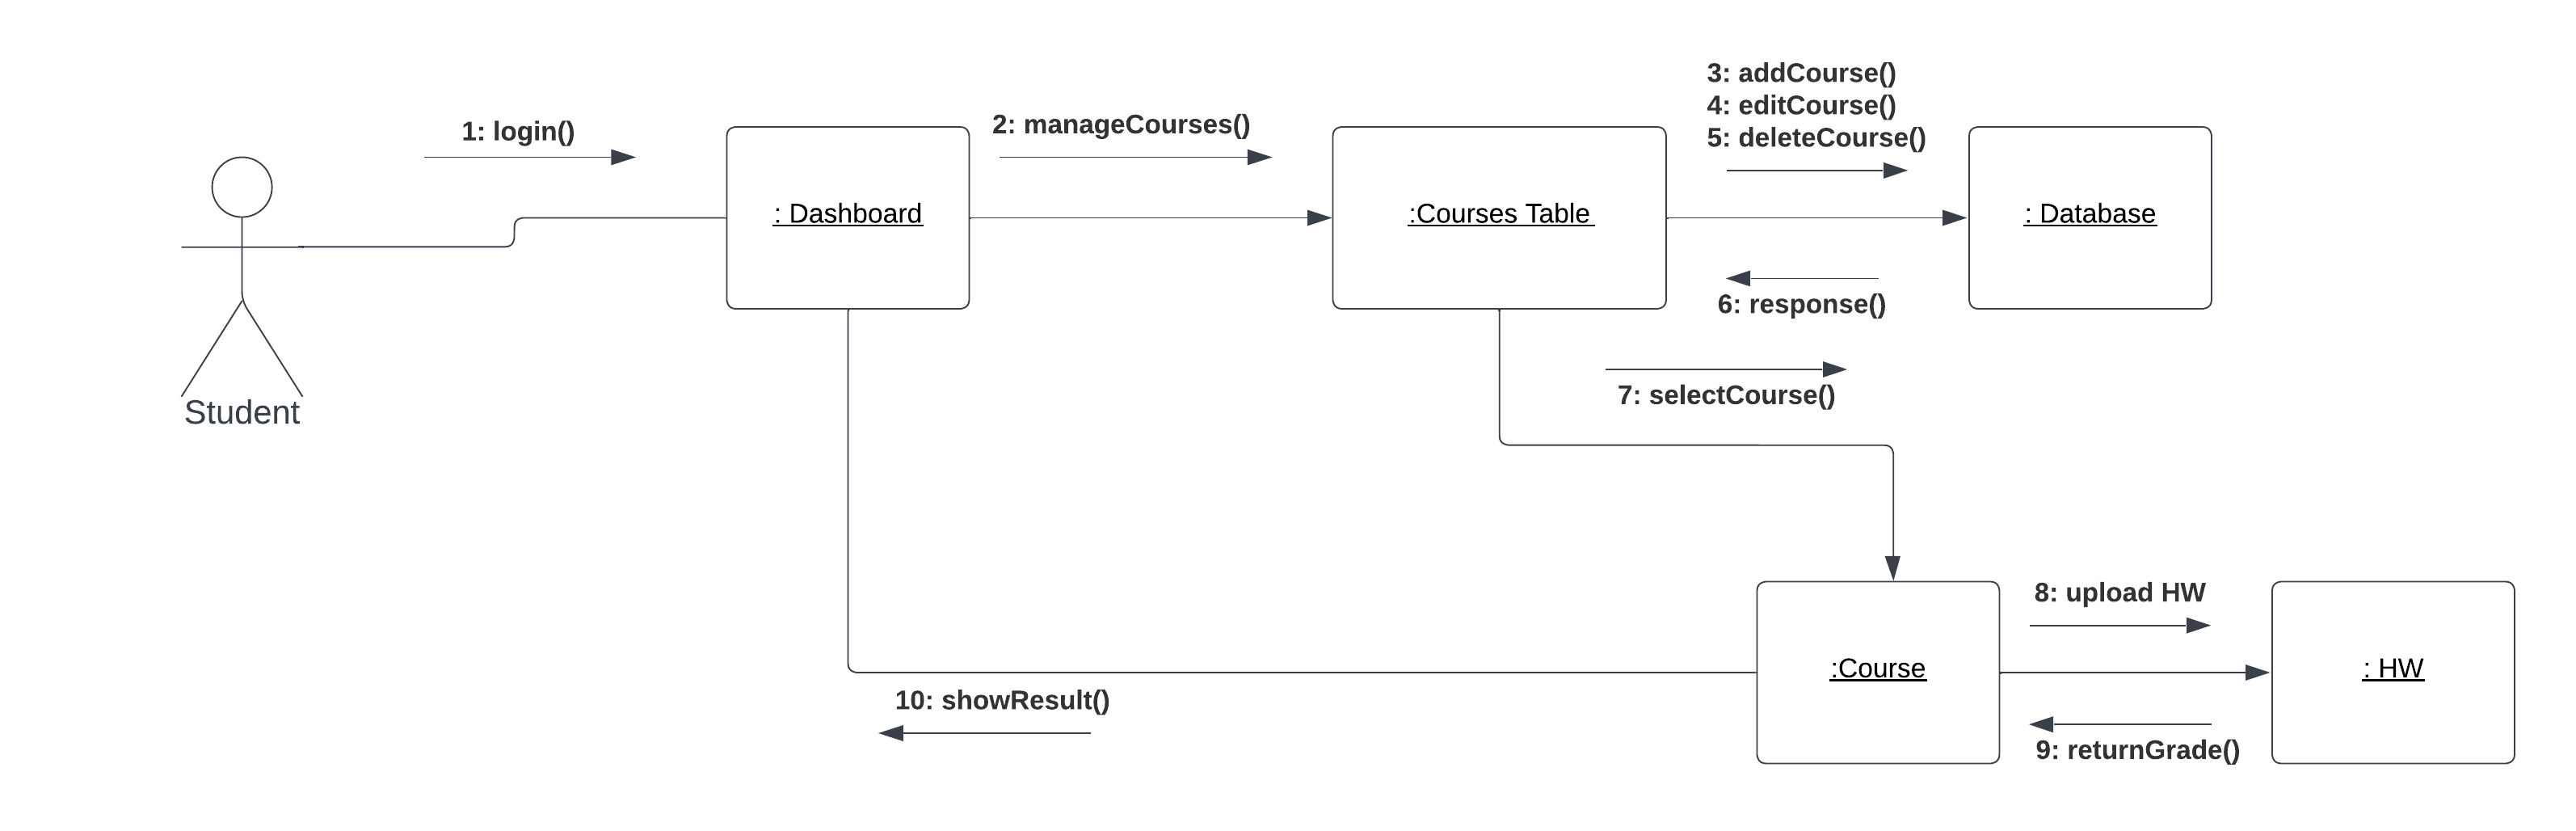 3: addCourse()
4: editCourse()
5: deleteCourse()
1: login()
2: manageCourses()
: Dashboard
:Courses Table
: Database
6: response()
7: selectCourse()
Student
8: upload HW
:Course
: HW
10: showResult()
9: returnGrade()